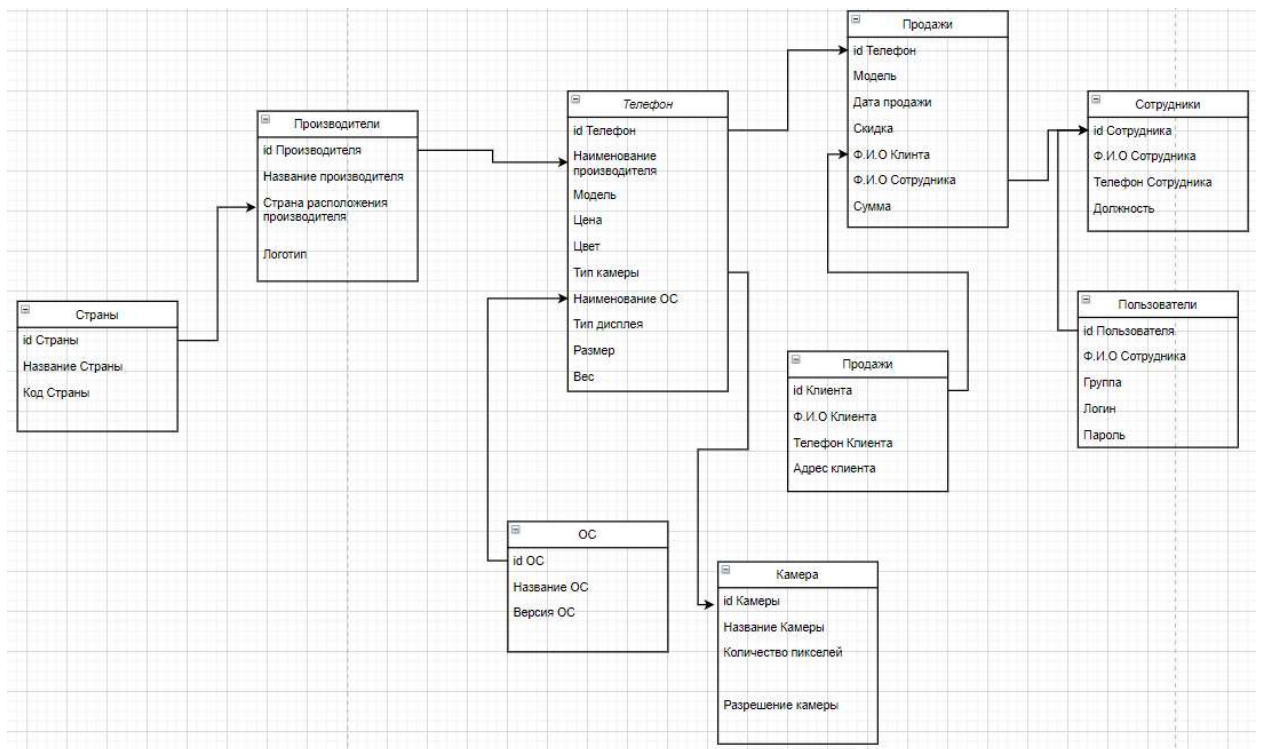 Продажи
id Телефон
Модель
Дата продажи
Скидка
Ф.И.О Клинта
Ф.И.О Сотрудника
Сумма
Телефон
id Телефон
Наименование
производителя
Модель
Цена
Цвет
Тип камеры
Наименование ОС
Тип дисплея
Размер
Вес
Сотрудники
id Сотрудника
Ф.И.О Сотрудника
Телефон Сотрудника
Должность
Производители
id Производителя
Название производителя
Страна расположения
производителя
Логотип
Страны
id Страны
Название Страны
Код Страны
Пользователи
id Пользователя
Ф.И.О Сотрудника
Группа
Логин
Пароль
Продажи
id Клиента
Ф.И.О Клиента
Телефон Клиента
Адрес клиента
ОС
id ОС
Название ОС
Версия ОС
Камера
id Камеры
Название Камеры
Количество пикселей
Разрешение камеры